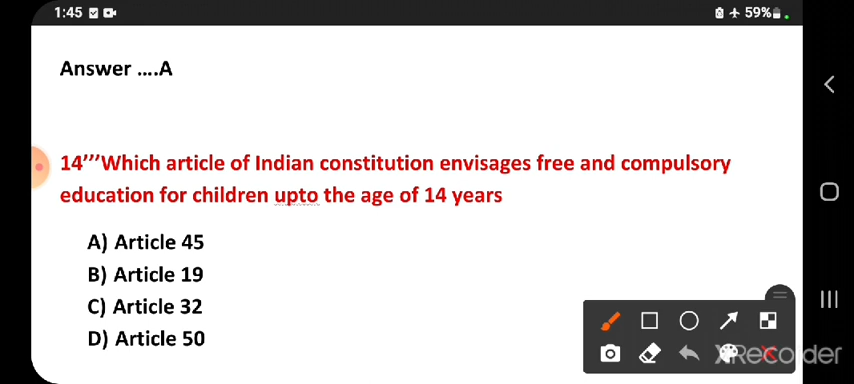 1:45
59%
Answer ....A
14’’’Which article of Indian constitution envisages free and compulsory
education for children upto the age of 14 years
A) Article 45
B) Article 19
C) Article 32
D) Article 50
XRecorder